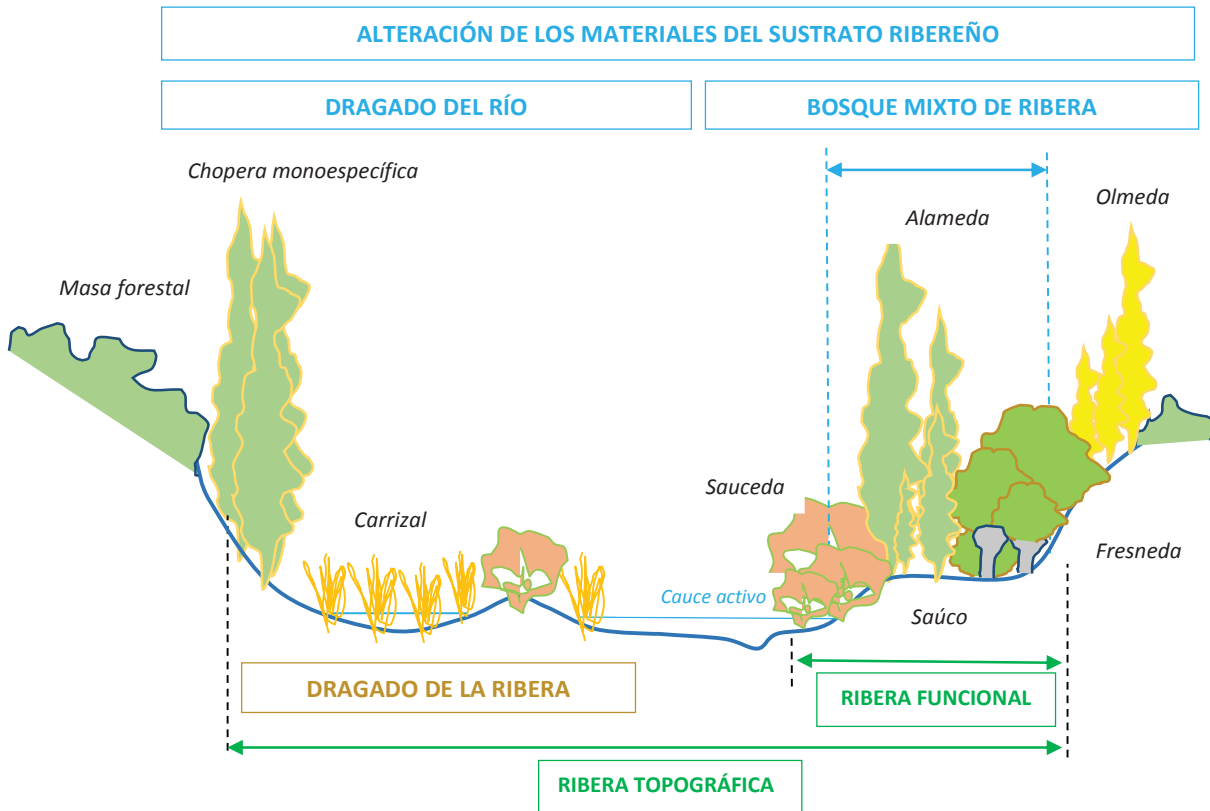 ALTERACIÓN DE LOS MATERIALES DEL SUSTRATO RIBEREÑO
DRAGADO DEL RÍO
BOSQUE MIXTO DE RIBERA
Chopera monoespecífica
Olmeda
Alameda
Masa forestal
Sauceda
Carrizal
Fresneda
Cauce activo
Saúco
DRAGADO DE LA RIBERA
RIBERA FUNCIONAL
RIBERA TOPOGRÁFICA